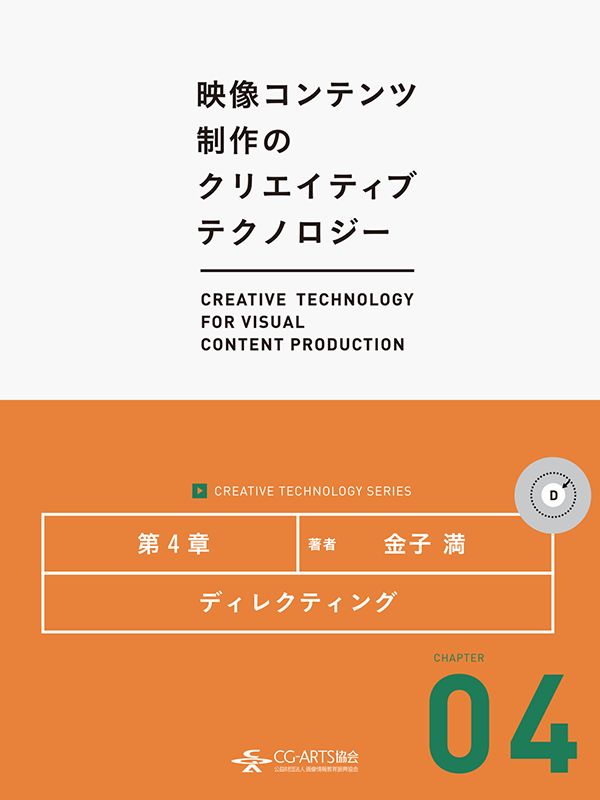 映像コンテンツ
制作の
クリエイティブ
テクノロジー
CREATIVE TECHNOLOGY
FOR VISUAL
CONTENT PRODUCTION
CREATIVE TECHNOLOGY SERIES
D
第4章
著者 金子 満
ディレクティング
CHAPTER
04
CG-ARTS協会
公益財団法人 画像情報教育振興協会